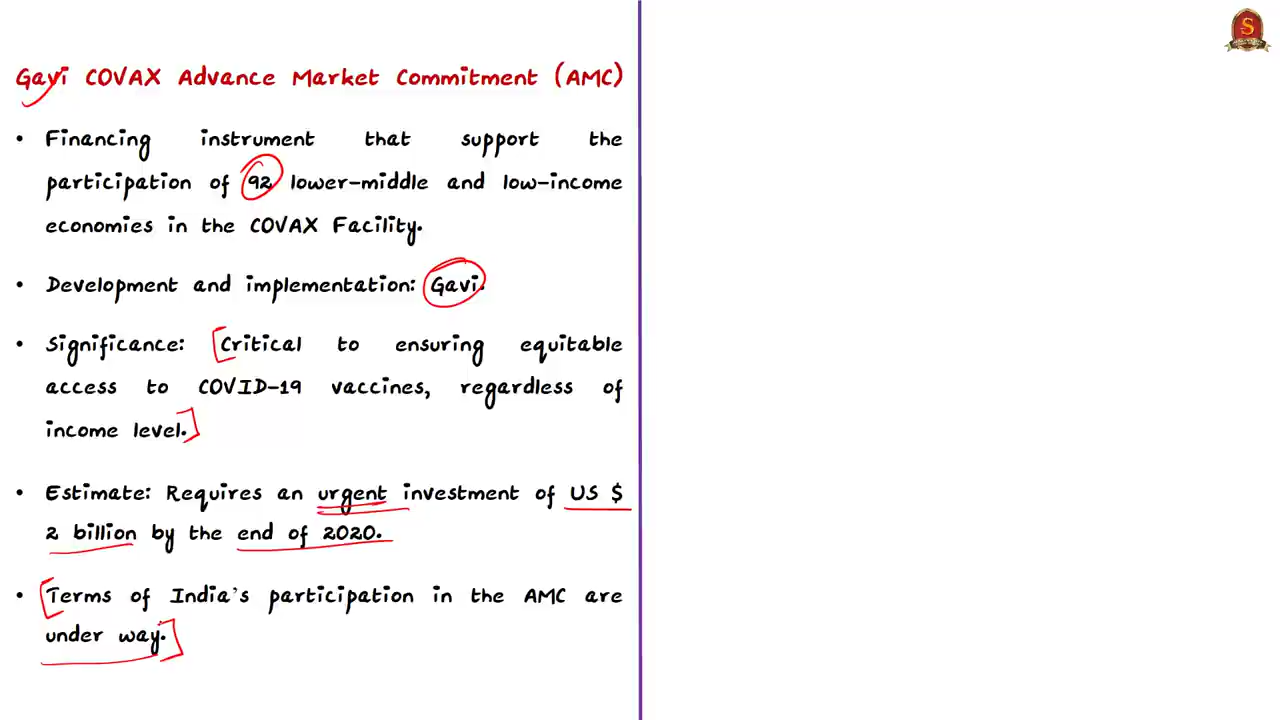 Gavi COVAX Advance Market Commitment (AMC)
• Financing instrument that support the
participation of 92 lower-middle and low-income
economies in the COVAX Facility.
• Development and implementation: Gavi.
• Significance: Critical to ensuring equitable
access to COVID-19 vaccines, regardless of
income level.
• Estimate: Requires an urgent investment of US $
2 billion by the end of 2020.
• Terms of India's participation in the AMC are
under way.
S